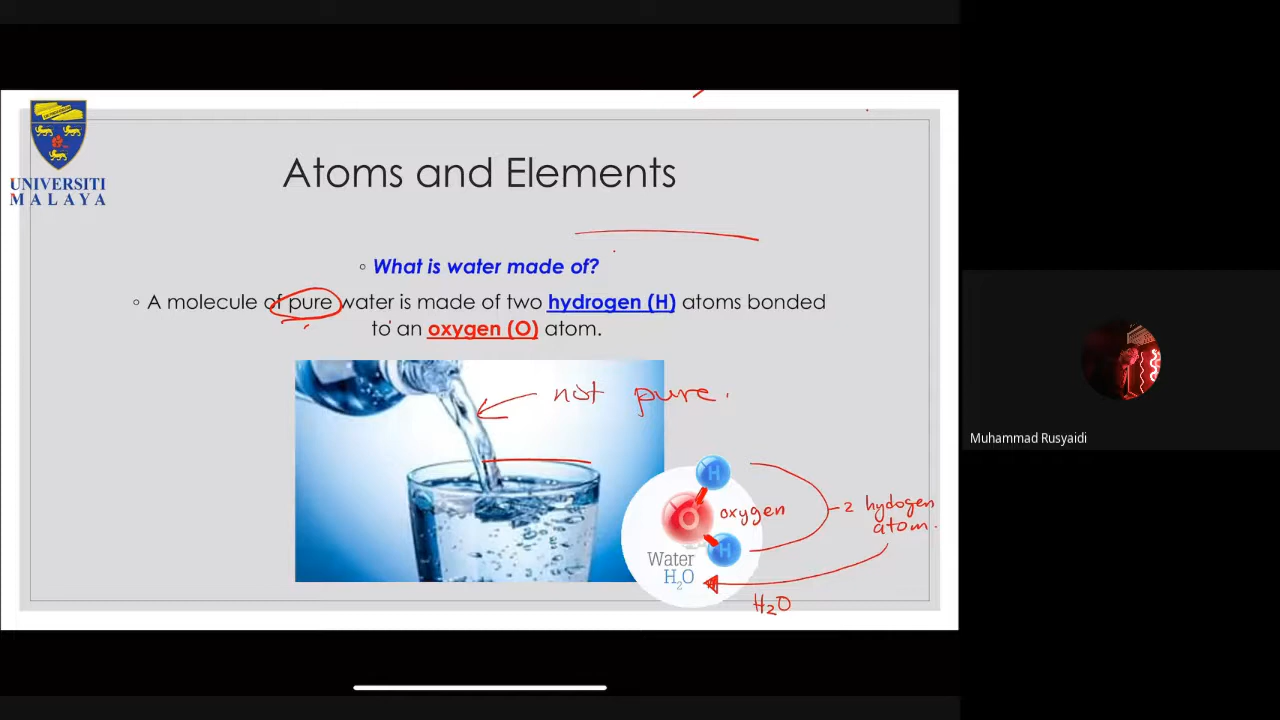 UNIVERSITI
MALAYA
Atoms and Elements
What is water made of?
A molecule of pure water is made of two hydrogen (H) atoms bonded
to an oxygen (O) atom.
not pure.
H
O
oxygen
H
2 hydogen
atom.
Water
H₂O
H₂O
Muhammad Rusyaidi